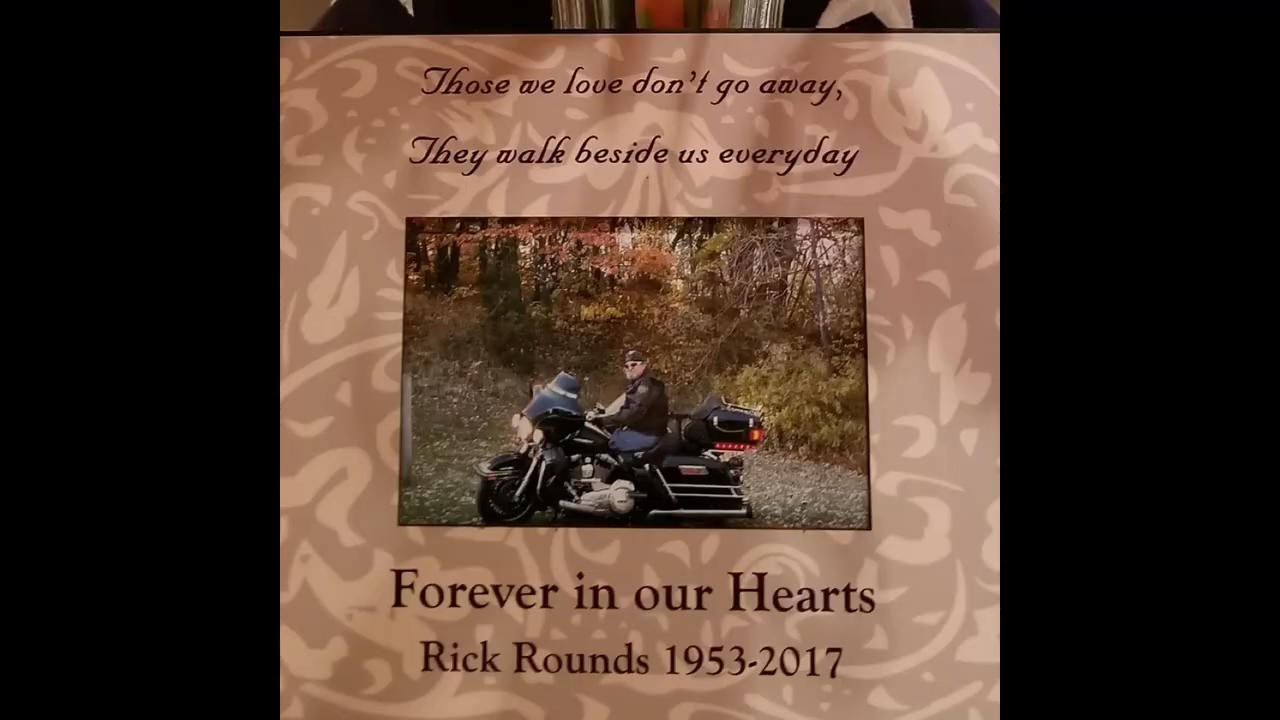 Those we love don't go away,
They walk beside us everyday
Forever in our Hearts
Rick Rounds 1953-2017